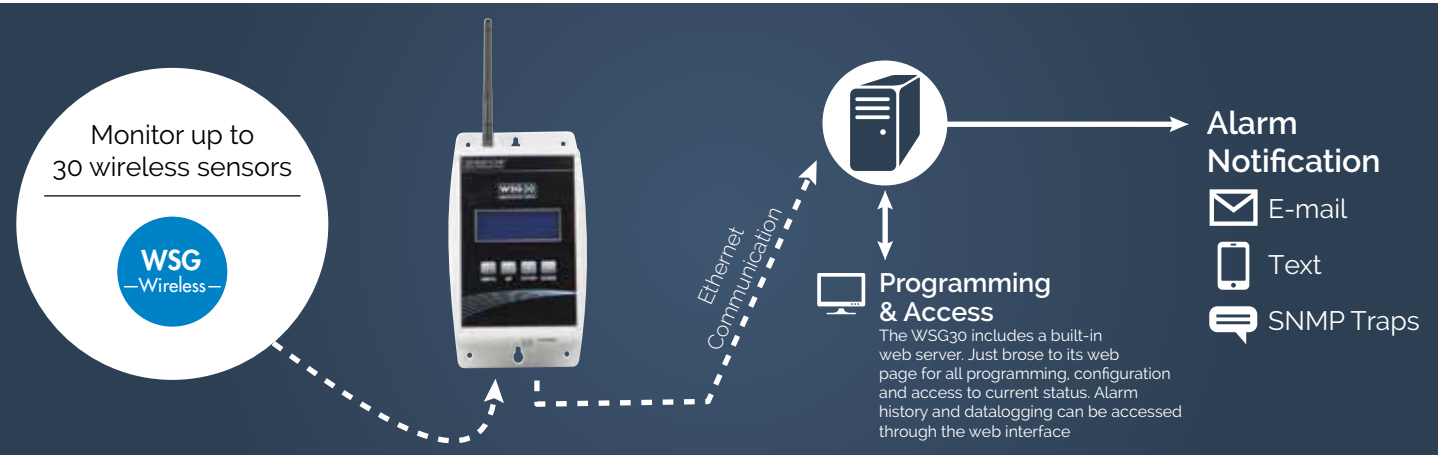 Monitor up to
30 wireless sensors
WSG
—Wireless—
WSG30
Ethernet
Communication
Programming
& Access
The WSG30 includes a built-in
web server. Just brose to its web
page for all programming, configuration
and access to current status. Alarm
history and datalogging can be accessed
through the web interface
Alarm
Notification
E-mail
Text
SNMP Traps